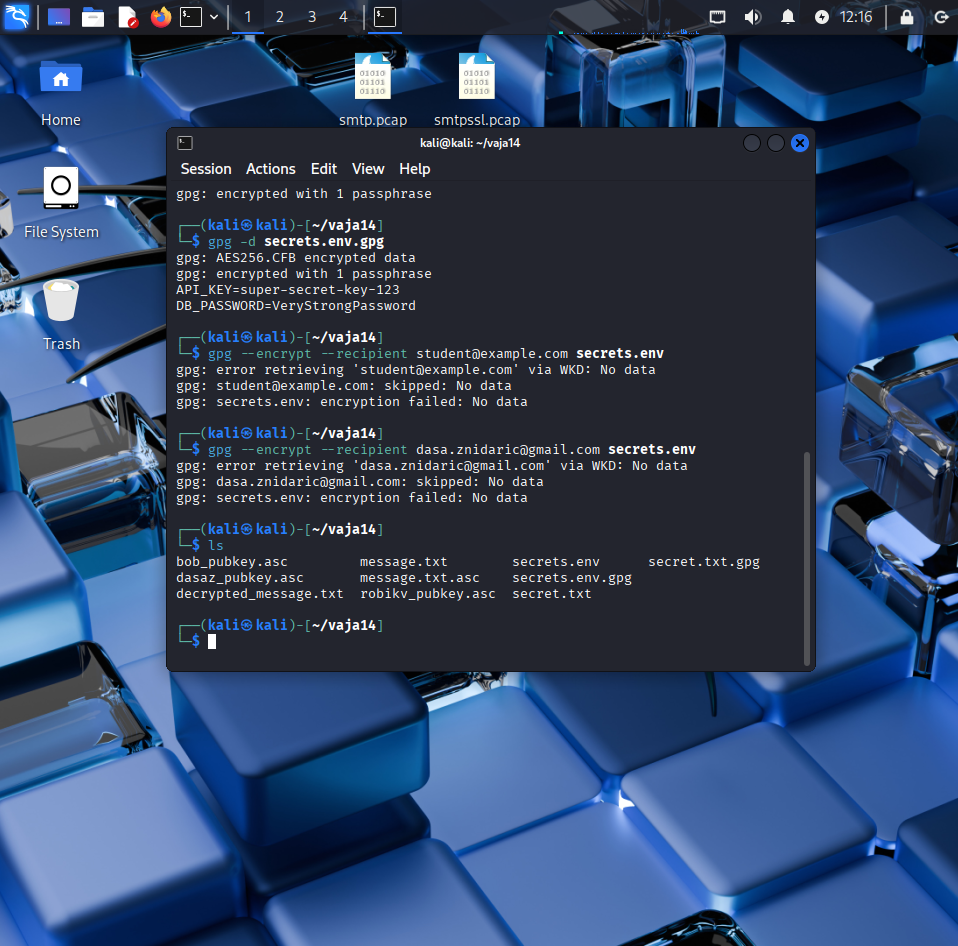 1 2 3 4 12:16
Home
smtp.pcap smtpssl.pcap
File System
Trash
01010
01101
01110
01010
01101
01110
kali@kali: ~/vaja14
Session Actions Edit View Help
gpg: encrypted with 1 passphrase
┌──(kali㉿kali)-[~/vaja14]
└─$ gpg -d secrets.env.gpg
gpg: AES256.CFB encrypted data
gpg: encrypted with 1 passphrase
API_KEY=super-secret-key-123
DB_PASSWORD=VeryStrongPassword
┌──(kali㉿kali)-[~/vaja14]
└─$ gpg --encrypt --recipient student@example.com secrets.env
gpg: error retrieving 'student@example.com' via WKD: No data
gpg: student@example.com: skipped: No data
gpg: secrets.env: encryption failed: No data
┌──(kali㉿kali)-[~/vaja14]
└─$ gpg --encrypt --recipient dasa.znidaric@gmail.com secrets.env
gpg: error retrieving 'dasa.znidaric@gmail.com' via WKD: No data
gpg: dasa.znidaric@gmail.com: skipped: No data
gpg: secrets.env: encryption failed: No data
┌──(kali㉿kali)-[~/vaja14]
└─$ ls
bob_pubkey.asc message.txt secrets.env secret.txt.gpg
dasaz_pubkey.asc message.txt.asc secrets.env.gpg
decrypted_message.txt robikv_pubkey.asc secret.txt
┌──(kali㉿kali)-[~/vaja14]
└─$